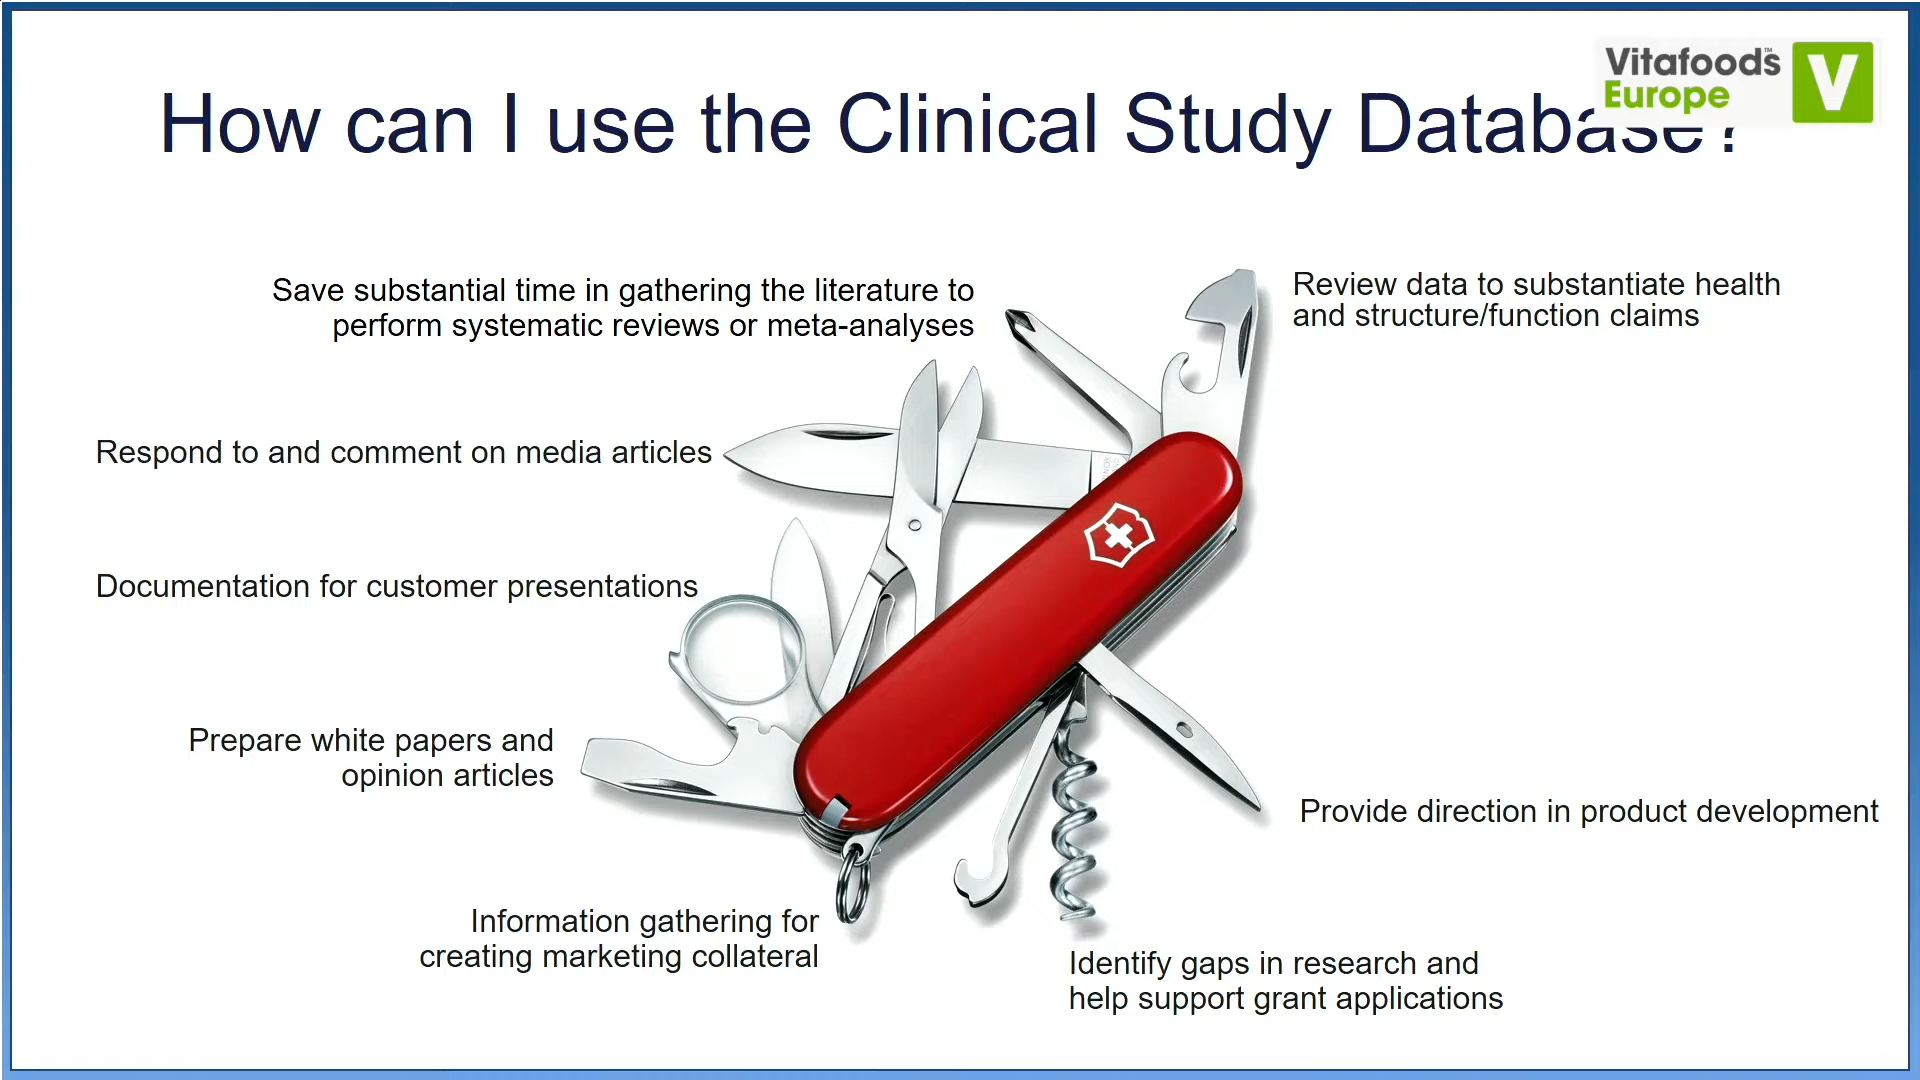 Vitafoods™
Europe
V
How can I use the Clinical Study Database?
Save substantial time in gathering the literature to
perform systematic reviews or meta-analyses
Review data to substantiate health
and structure/function claims
Respond to and comment on media articles
Documentation for customer presentations
Prepare white papers and
opinion articles
Provide direction in product development
Information gathering for
creating marketing collateral
Identify gaps in research and
help support grant applications